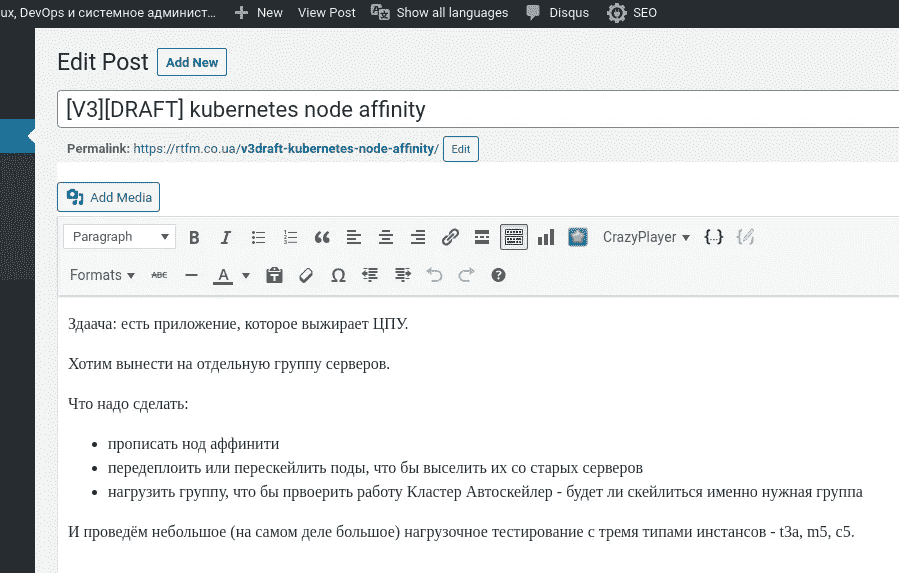 ux, DevOps и системное админист... New View Post Show all languages Disqus SEO
Edit Post Add New
[V3][DRAFT] kubernetes node affinity
Permalink: https://rtfm.co.ua/v3draft-kubernetes-node-affinity/ Edit
Add Media
Paragraph B I CrazyPlayer {...}
Formats ABC A Ω ?
Здаача: есть приложение, которое выжирает ЦПУ.
Хотим вынести на отдельную группу серверов.
Что надо сделать:
• прописать нод аффинити
• передеплоить или перескейлить поды, что бы выселить их со старых серверов
• нагрузить группу, что бы првоерить работу Кластер Автоскейлер - будет ли скейлиться именно нужная группа
И проведём небольшое (на самом деле большое) нагрузочное тестирование с тремя типами инстансов - t3a, m5, c5.